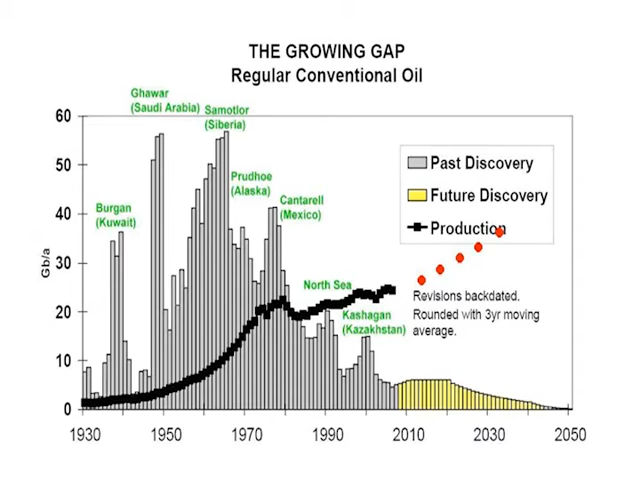 THE GROWING GAP
Regular Conventional Oil
Ghawar
(Saudi Arabia)
Samotlor
(Siberia)
Prudhoe
(Alaska)
Cantarell
(Mexico)
Burgan
(Kuwait)
North Sea
Kashagan
(Kazakhstan)
Past Discovery
Future Discovery
Production
Revisions backdated.
Rounded with 3yr moving
average.
Gb/a
60
50
40
30
20
10
0
1930 1950 1970 1990 2010 2030 2050